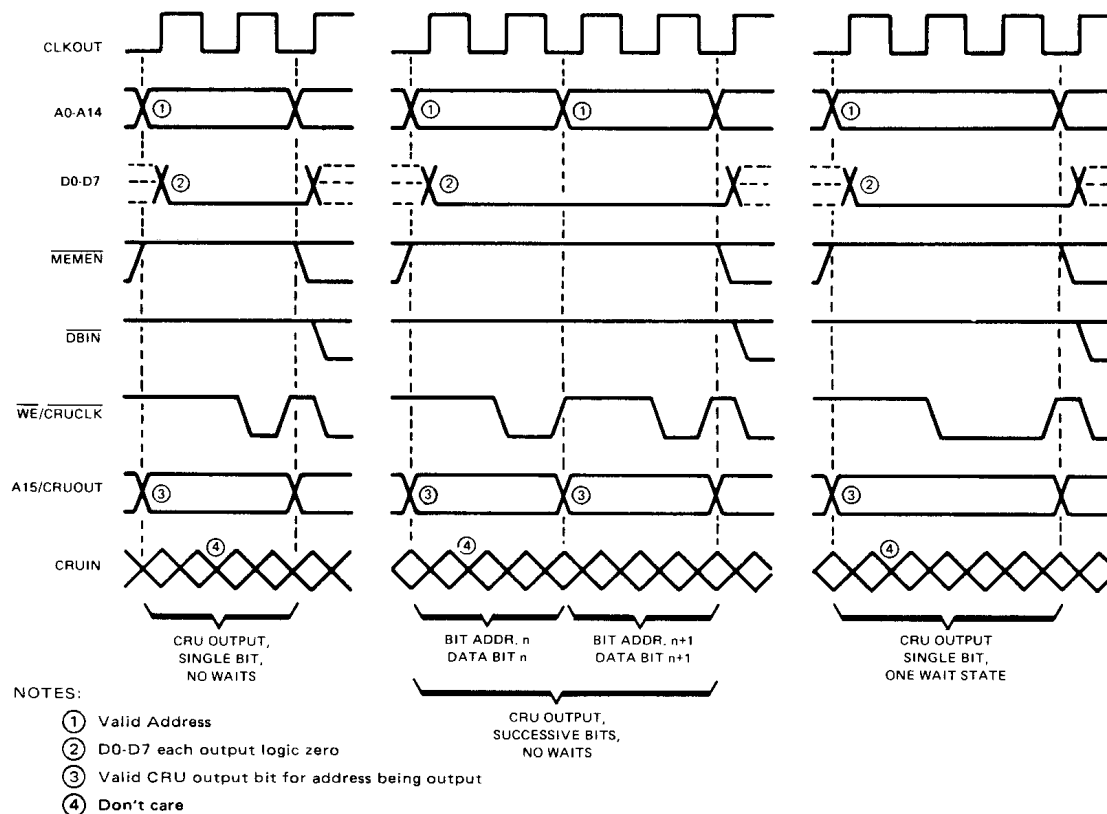 CLKOUT
A0-A14
① ① ① ①
D0-D7
② ② ②
MEMEN
DBIN
WE/CRUCLK
A15/CRUOUT
③ ③ ③ ③
CRUIN
④ ④ ④
CRU OUTPUT,
SINGLE BIT,
NO WAITS
BIT ADDR. n
DATA BIT n
BIT ADDR. n+1
DATA BIT n+1
CRU OUTPUT,
SUCCESSIVE BITS,
NO WAITS
CRU OUTPUT
SINGLE BIT,
ONE WAIT STATE
NOTES:
① Valid Address
② D0-D7 each output logic zero
③ Valid CRU output bit for address being output
④ Don't care